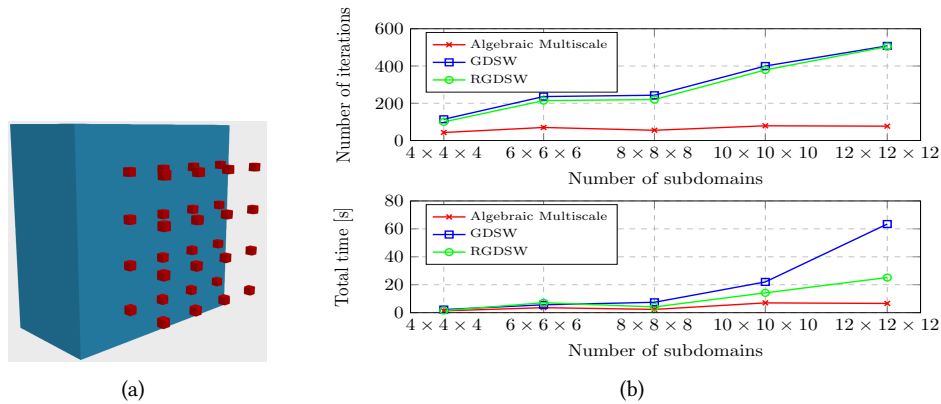 600
400
200
0
Number of iterations
Algebraic Multiscale
GDSW
RGDSW
4 × 4 × 4 6 × 6 × 6 8 × 8 × 8 10 × 10 × 10 12 × 12 × 12
Number of subdomains
80
60
40
20
0
Total time [s]
Algebraic Multiscale
GDSW
RGDSW
4 × 4 × 4 6 × 6 × 6 8 × 8 × 8 10 × 10 × 10 12 × 12 × 12
Number of subdomains
(a)
(b)